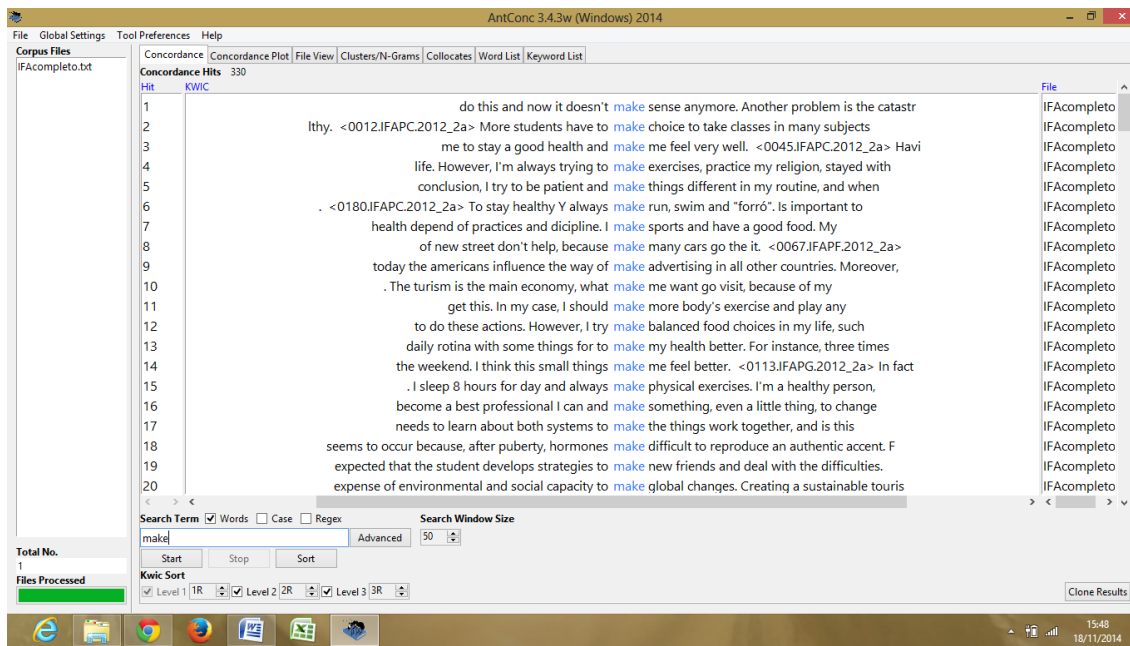 AntConc 3.4.3w (Windows) 2014
File Global Settings Tool Preferences Help
Corpus Files
IFAcompleto.txt
Concordance Concordance Plot File View Clusters/N-Grams Collocates Word List Keyword List
Concordance Hits 330
Hit KWIC File
1 do this and now it doesn't make sense anymore. Another problem is the catastr IFAcompleto
2 lthy. <0012.IFAPC.2012_2a> More students have to make choice to take classes in many subjects IFAcompleto
3 me to stay a good health and make me feel very well. <0045.IFAPC.2012_2a> Havi IFAcompleto
4 life. However, I'm always trying to make exercises, practice my religion, stayed with IFAcompleto
5 conclusion, I try to be patient and make things different in my routine, and when IFAcompleto
6 . <0180.IFAPC.2012_2a> To stay healthy Y always make run, swim and "forró". Is important to IFAcompleto
7 health depend of practices and dicipline. I make sports and have a good food. My IFAcompleto
8 of new street don't help, because make many cars go the it. <0067.IFAPF.2012_2a> IFAcompleto
9 today the americans influence the way of make advertising in all other countries. Moreover, IFAcompleto
10 . The turism is the main economy, what make me want go visit, because of my IFAcompleto
11 get this. In my case, I should make more body's exercise and play any IFAcompleto
12 to do these actions. However, I try make balanced food choices in my life, such IFAcompleto
13 daily rotina with some things for to make my health better. For instance, three times IFAcompleto
14 the weekend. I think this small things make me feel better. <0113.IFAPG.2012_2a> In fact IFAcompleto
15 . I sleep 8 hours for day and always make physical exercises. I'm a healthy person, IFAcompleto
16 become a best professional I can and make something, even a little thing, to change IFAcompleto
17 needs to learn about both systems to make the things work together, and is this IFAcompleto
18 seems to occur because, after puberty, hormones make difficult to reproduce an authentic accent. F IFAcompleto
19 expected that the student develops strategies to make new friends and deal with the difficulties. IFAcompleto
20 expense of environmental and social capacity to make global changes. Creating a sustainable touris IFAcompleto
Search Term Words Case Regex Search Window Size
make Advanced 50
Total No.
1
Start Stop Sort
Files Processed
Kwic Sort
Level 1 1R Level 2 2R Level 3 3R
Clone Results
15:48
18/11/2014